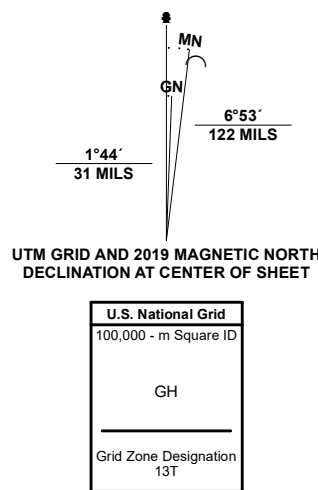 MN
GN
6°53´
122 MILS
1°44´
31 MILS
UTM GRID AND 2019 MAGNETIC NORTH
DECLINATION AT CENTER OF SHEET
U.S. National Grid
100,000 - m Square ID
GH
Grid Zone Designation
13T